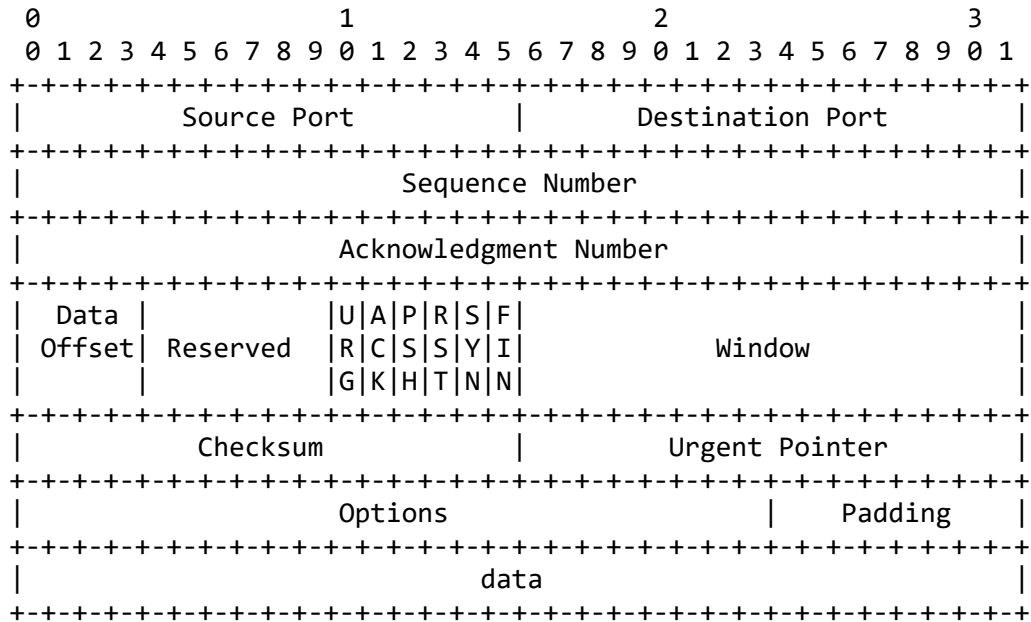 0                   1                   2                   3
 0 1 2 3 4 5 6 7 8 9 0 1 2 3 4 5 6 7 8 9 0 1 2 3 4 5 6 7 8 9 0 1
+-+-+-+-+-+-+-+-+-+-+-+-+-+-+-+-+-+-+-+-+-+-+-+-+-+-+-+-+-+-+-+-+
|          Source Port          |       Destination Port        |
+-+-+-+-+-+-+-+-+-+-+-+-+-+-+-+-+-+-+-+-+-+-+-+-+-+-+-+-+-+-+-+-+
|                        Sequence Number                        |
+-+-+-+-+-+-+-+-+-+-+-+-+-+-+-+-+-+-+-+-+-+-+-+-+-+-+-+-+-+-+-+-+
|                    Acknowledgment Number                      |
+-+-+-+-+-+-+-+-+-+-+-+-+-+-+-+-+-+-+-+-+-+-+-+-+-+-+-+-+-+-+-+-+
|  Data |           |U|A|P|R|S|F|                               |
| Offset| Reserved  |R|C|S|S|Y|I|            Window             |
|       |           |G|K|H|T|N|N|                               |
+-+-+-+-+-+-+-+-+-+-+-+-+-+-+-+-+-+-+-+-+-+-+-+-+-+-+-+-+-+-+-+-+
|           Checksum            |         Urgent Pointer        |
+-+-+-+-+-+-+-+-+-+-+-+-+-+-+-+-+-+-+-+-+-+-+-+-+-+-+-+-+-+-+-+-+
|                    Options                    |    Padding    |
+-+-+-+-+-+-+-+-+-+-+-+-+-+-+-+-+-+-+-+-+-+-+-+-+-+-+-+-+-+-+-+-+
|                             data                              |
+-+-+-+-+-+-+-+-+-+-+-+-+-+-+-+-+-+-+-+-+-+-+-+-+-+-+-+-+-+-+-+-+